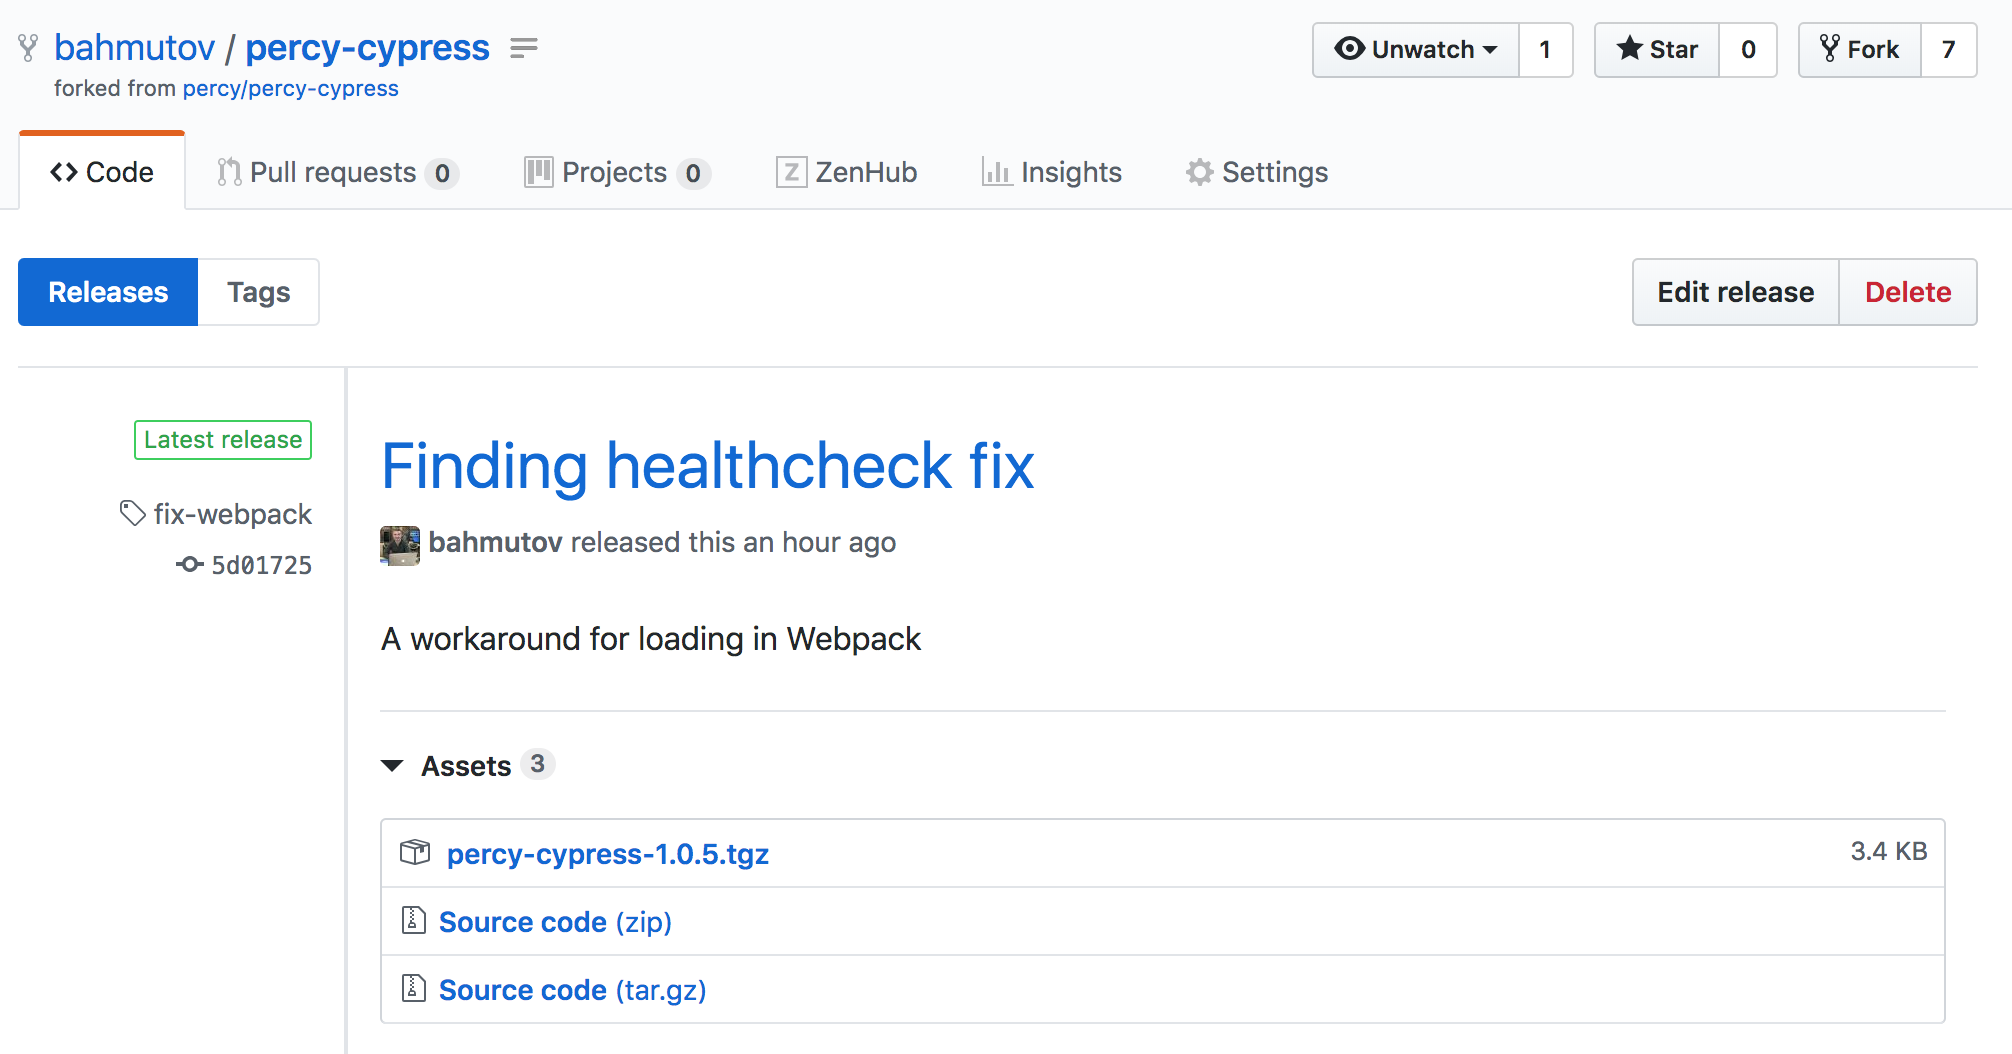 bahmutov / percy-cypress
Unwatch 1 Star 0 Fork 7
forked from percy/percy-cypress
Code Pull requests 0 Projects 0 Z ZenHub Insights Settings
Releases Tags Edit release Delete
Latest release
fix-webpack
5d01725
Finding healthcheck fix
bahmutov released this an hour ago
A workaround for loading in Webpack
Assets 3
percy-cypress-1.0.5.tgz 3.4 KB
Source code (zip)
Source code (tar.gz)